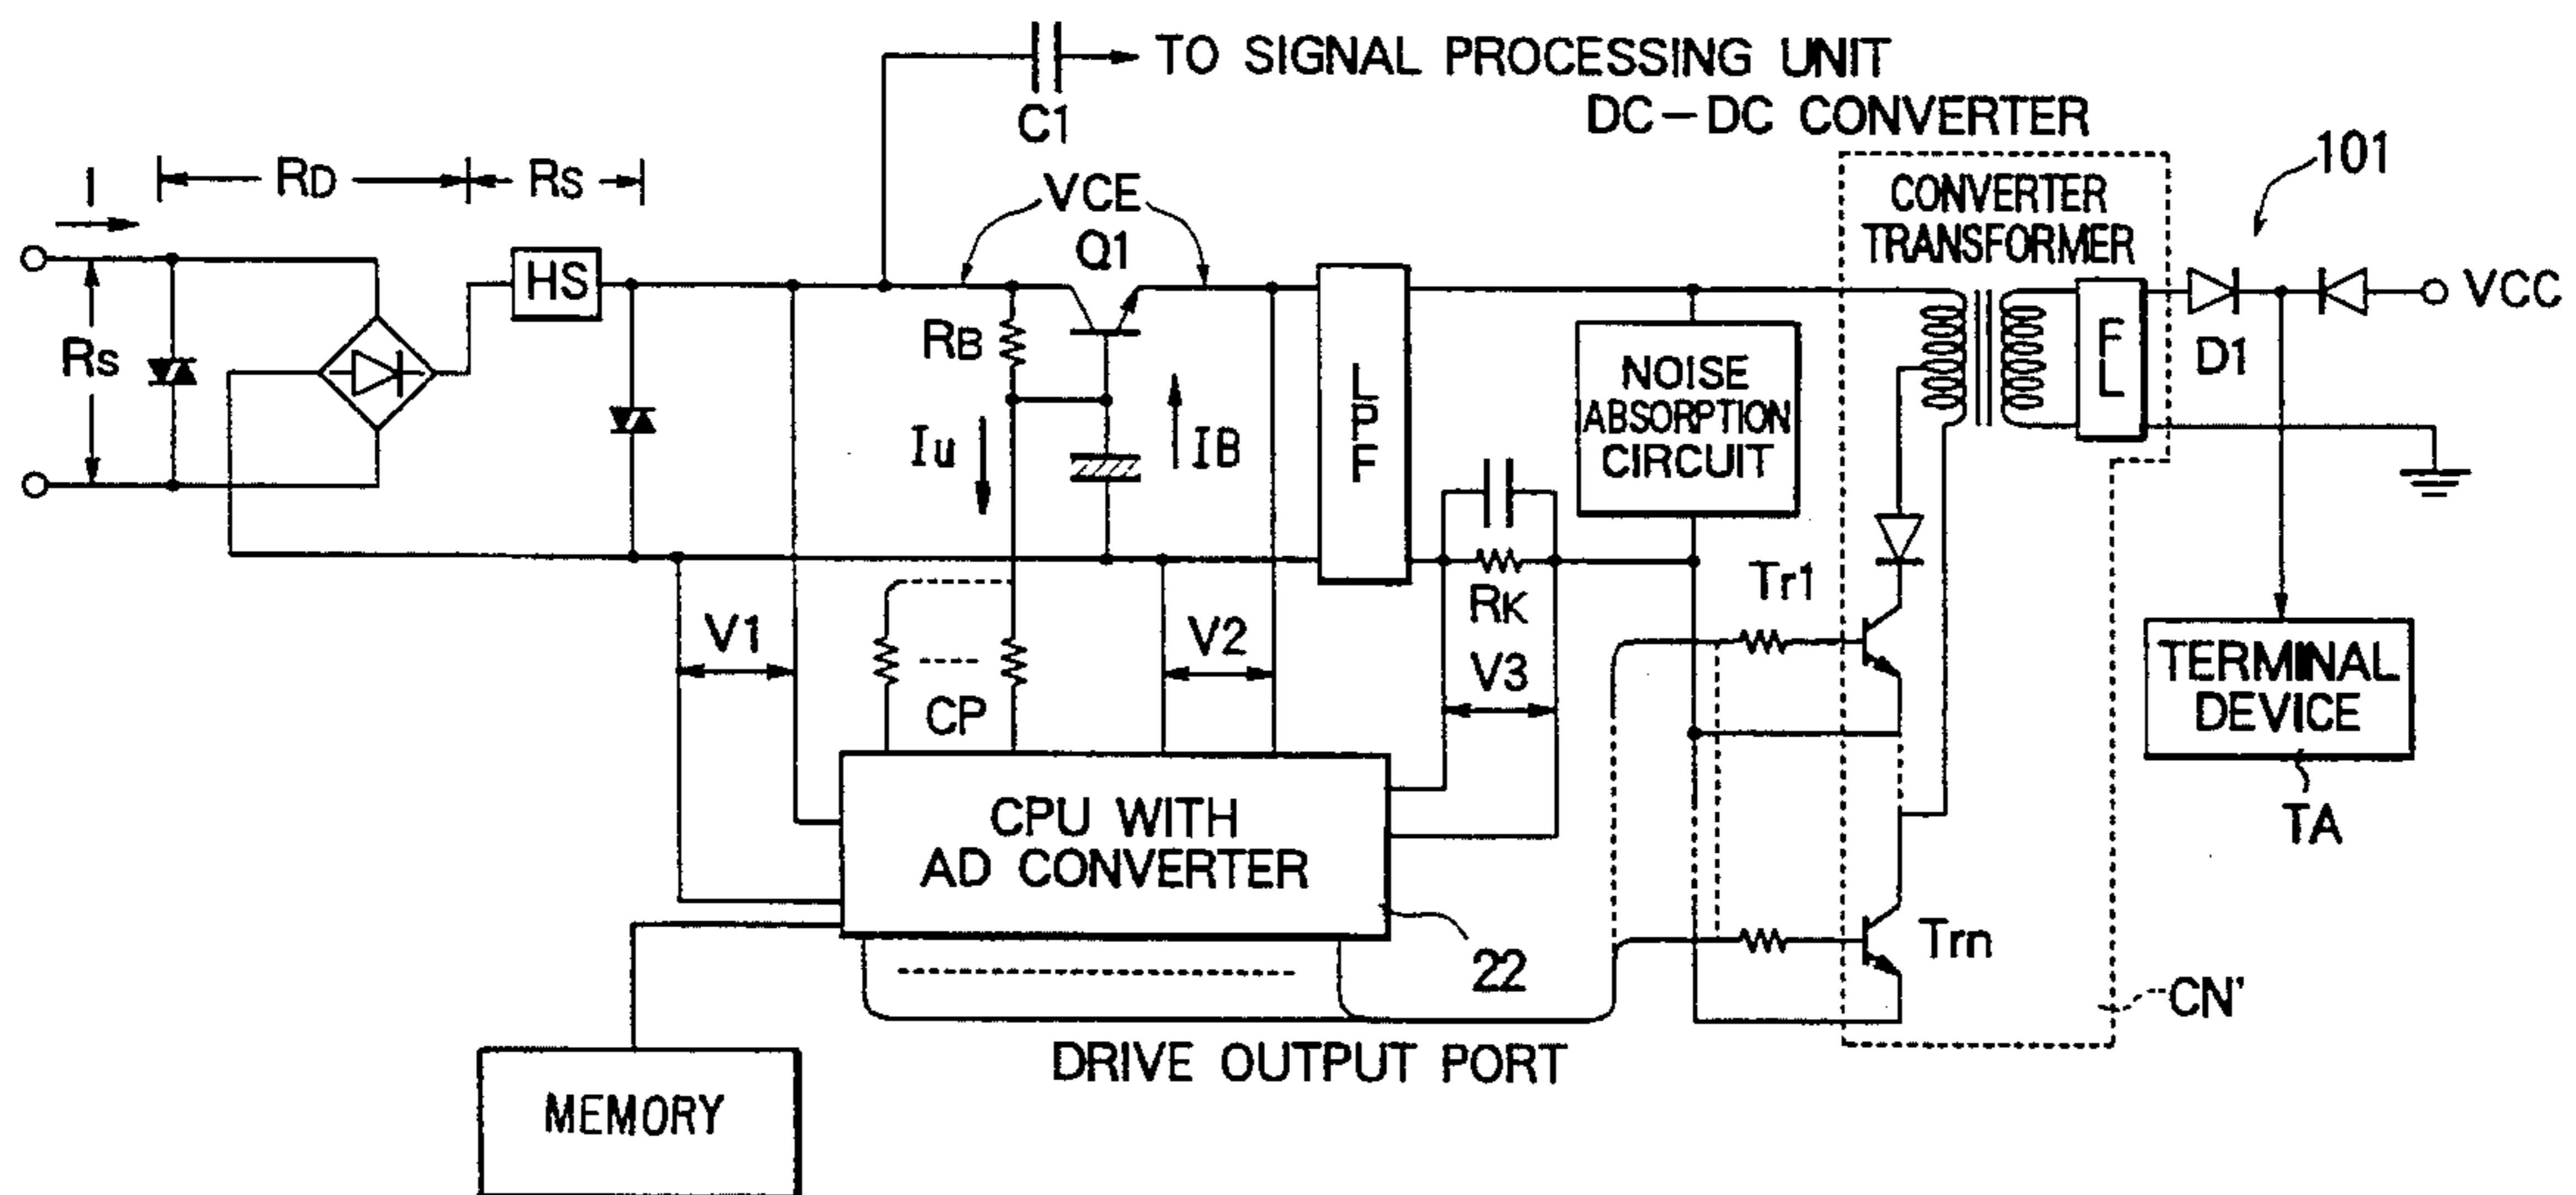 TO SIGNAL PROCESSING UNIT
C1
DC-DC CONVERTER
101
I
RD
RS
VCE
Q1
CONVERTER
TRANSFORMER
HS
VCC
Rs
RB
LPF
NOISE
ABSORPTION
CIRCUIT
FL
D1
Iu
IB
RK
Tr1
V1
V2
V3
CP
TERMINAL
DEVICE
TA
CPU WITH
AD CONVERTER
22
Trn
CN'
DRIVE OUTPUT PORT
MEMORY